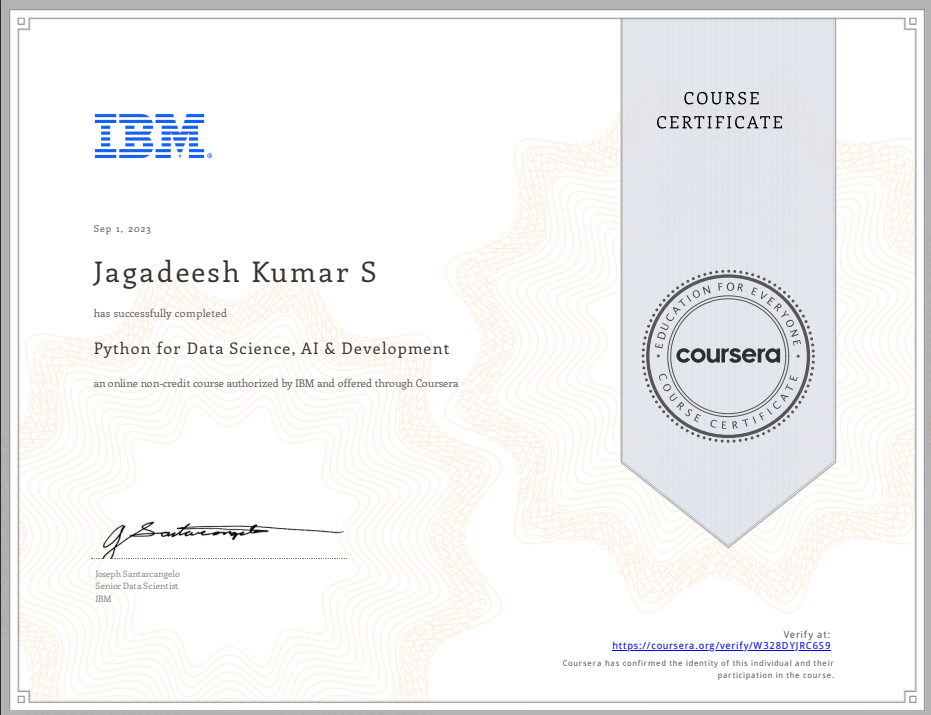 COURSE
CERTIFICATE
IBM®
Sep 1, 2023
Jagadeesh Kumar S
has successfully completed
Python for Data Science, AI & Development
an online non-credit course authorized by IBM and offered through Coursera
EDUCATION FOR EVERYONE
coursera
COURSE CERTIFICATE
J Santarcangelo
Joseph Santarcangelo
Senior Data Scientist
IBM
Verify at:
https://coursera.org/verify/W328DYJRC6S9
Coursera has confirmed the identity of this individual and their
participation in the course.